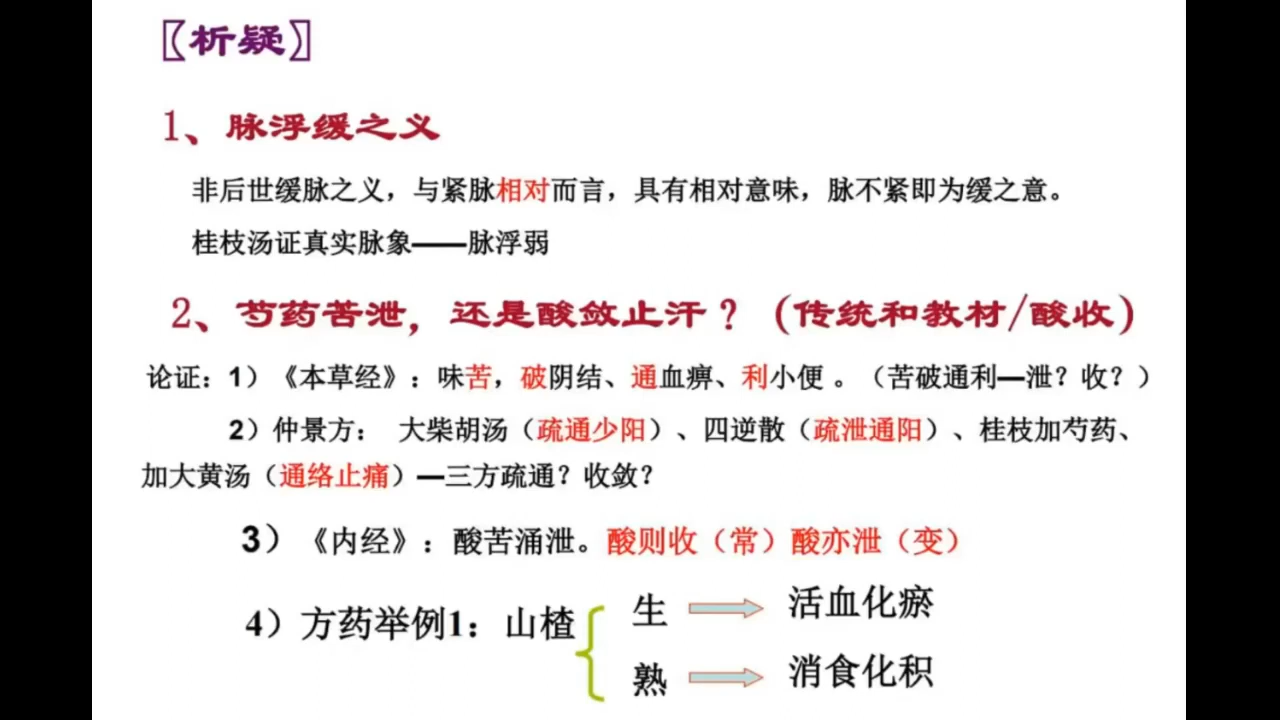 〖析疑〗
1、脉浮缓之义
非后世缓脉之义，与紧脉相对而言，具有相对意味，脉不紧即为缓之意。
桂枝汤证真实脉象——脉浮弱
2、芍药苦泄，还是酸敛止汗？（传统和教材/酸收）
论证：1）《本草经》：味苦，破阴结、通血痹、利小便 。（苦破通利—泄？收？）
2）仲景方： 大柴胡汤（疏通少阳）、四逆散（疏泄通阳）、桂枝加芍药、
加大黄汤（通络止痛）—三方疏通？收敛？
3）《内经》：酸苦涌泄。酸则收（常）酸亦泄（变）
4）方药举例1：山楂
生 活血化瘀
熟 消食化积